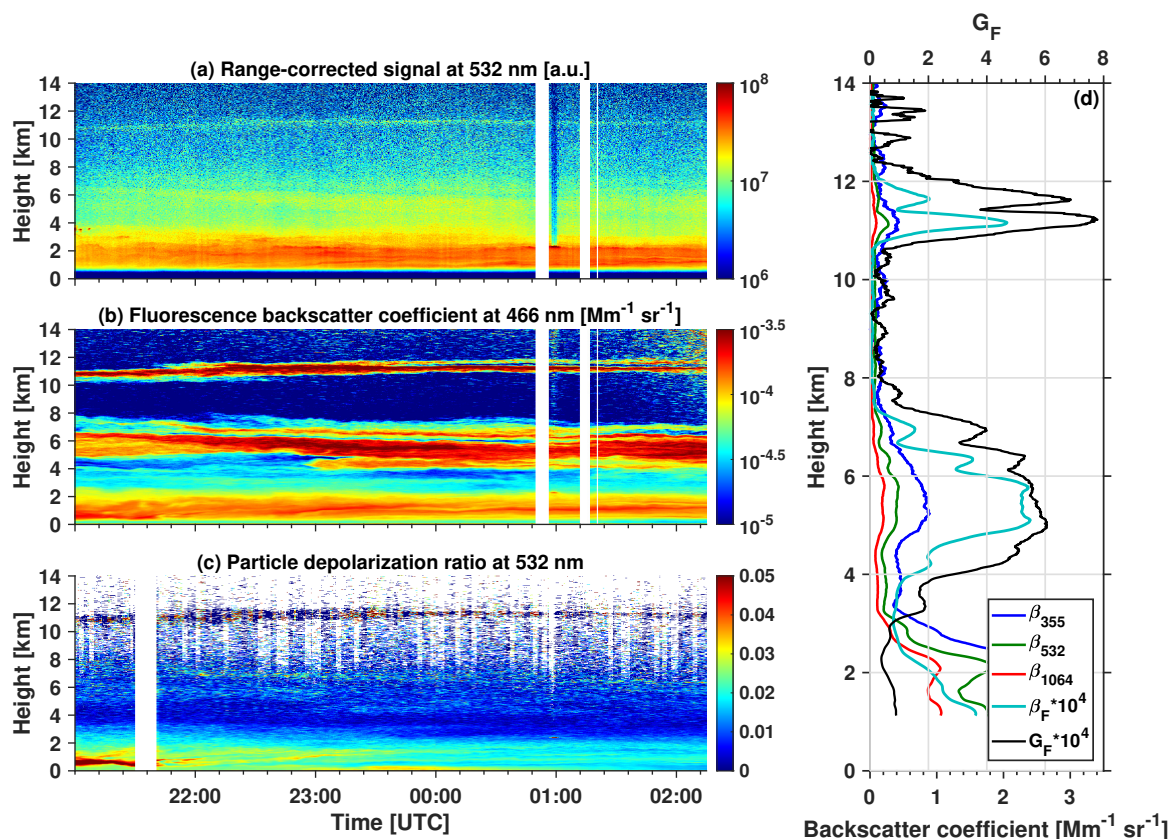 (a) Range-corrected signal at 532 nm [a.u.]
14
12
10
8
6
4
2
0
Height [km]
10^8
10^7
10^6
(b) Fluorescence backscatter coefficient at 466 nm [Mm^-1 sr^-1]
14
12
10
8
6
4
2
0
Height [km]
10^-3.5
10^-4
10^-4.5
10^-5
(c) Particle depolarization ratio at 532 nm
14
12
10
8
6
4
2
0
Height [km]
0.05
0.04
0.03
0.02
0.01
0
22:00 23:00 00:00 01:00 02:00
Time [UTC]
G_F
0 2 4 6 8
(d)
14
12
10
8
6
4
2
0
Height [km]
β_355
β_532
β_1064
β_F*10^4
G_F*10^4
0 1 2 3
Backscatter coefficient [Mm^-1 sr^-1]